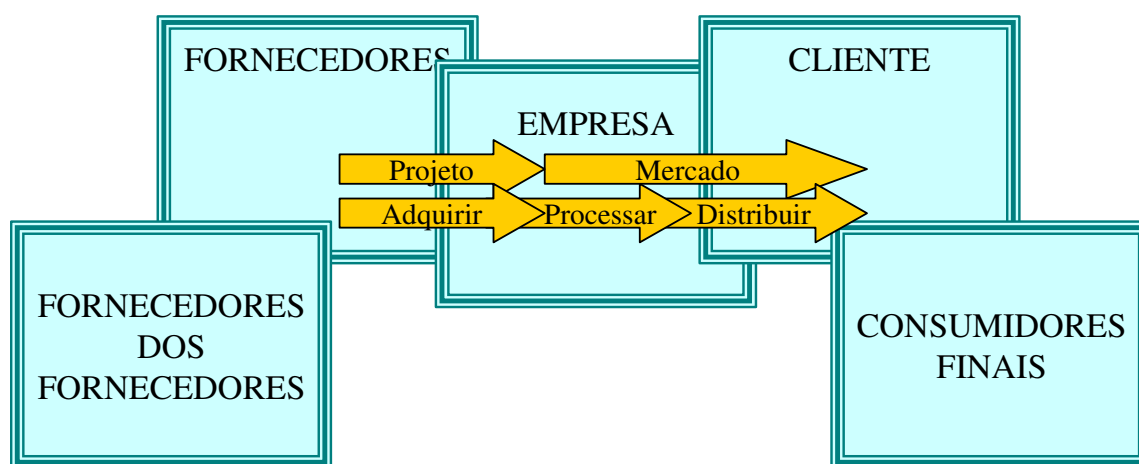 FORNECEDORES
CLIENTE
EMPRESA
Projeto
Mercado
Adquirir
Processar
Distribuir
FORNECEDORES
DOS
FORNECEDORES
CONSUMIDORES
FINAIS